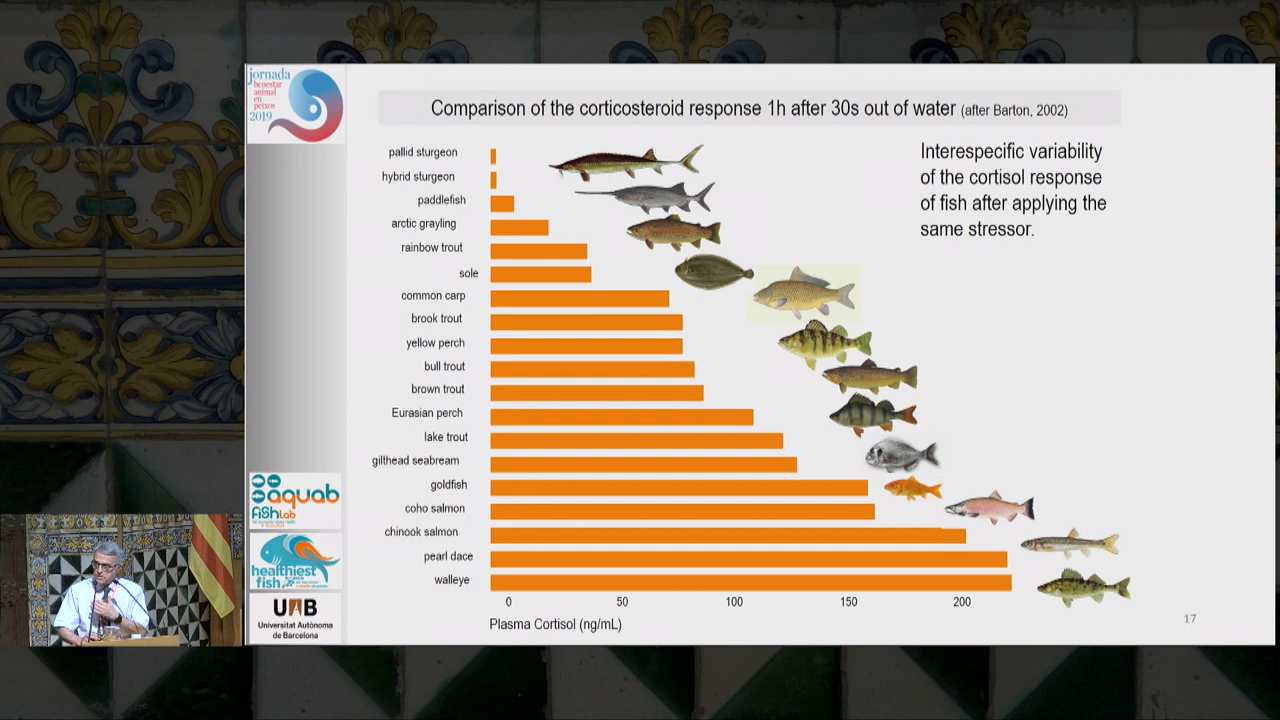 jornada
benestar
animal
en
peixos
2019
Comparison of the corticosteroid response 1h after 30s out of water (after Barton, 2002)
Interespecific variability
of the cortisol response
of fish after applying the
same stressor.
pallid sturgeon
hybrid sturgeon
paddlefish
arctic grayling
rainbow trout
sole
common carp
brook trout
yellow perch
bull trout
brown trout
Eurasian perch
lake trout
gilthead seabream
goldfish
coho salmon
chinook salmon
pearl dace
walleye
0 50 100 150 200
Plasma Cortisol (ng/mL)
17
aquab
fish lab
healthiest
fish
UAB
Universitat Autònoma
de Barcelona